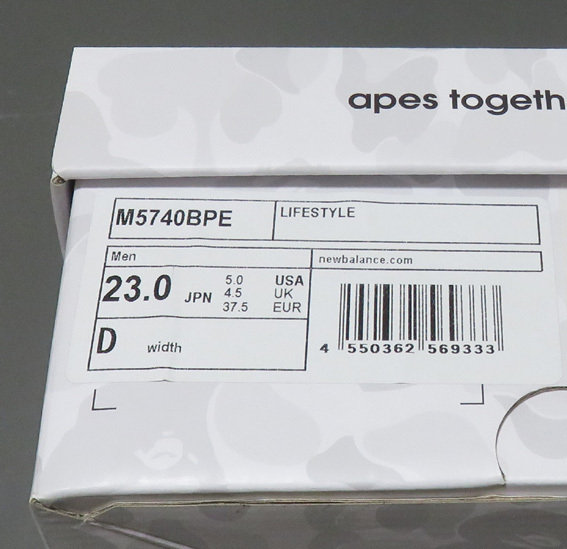 apes togeth
M5740BPE
LIFESTYLE
Men
newbalance.com
23.0 JPN
5.0 USA
4.5 UK
37.5 EUR
D width
4 550362 569333